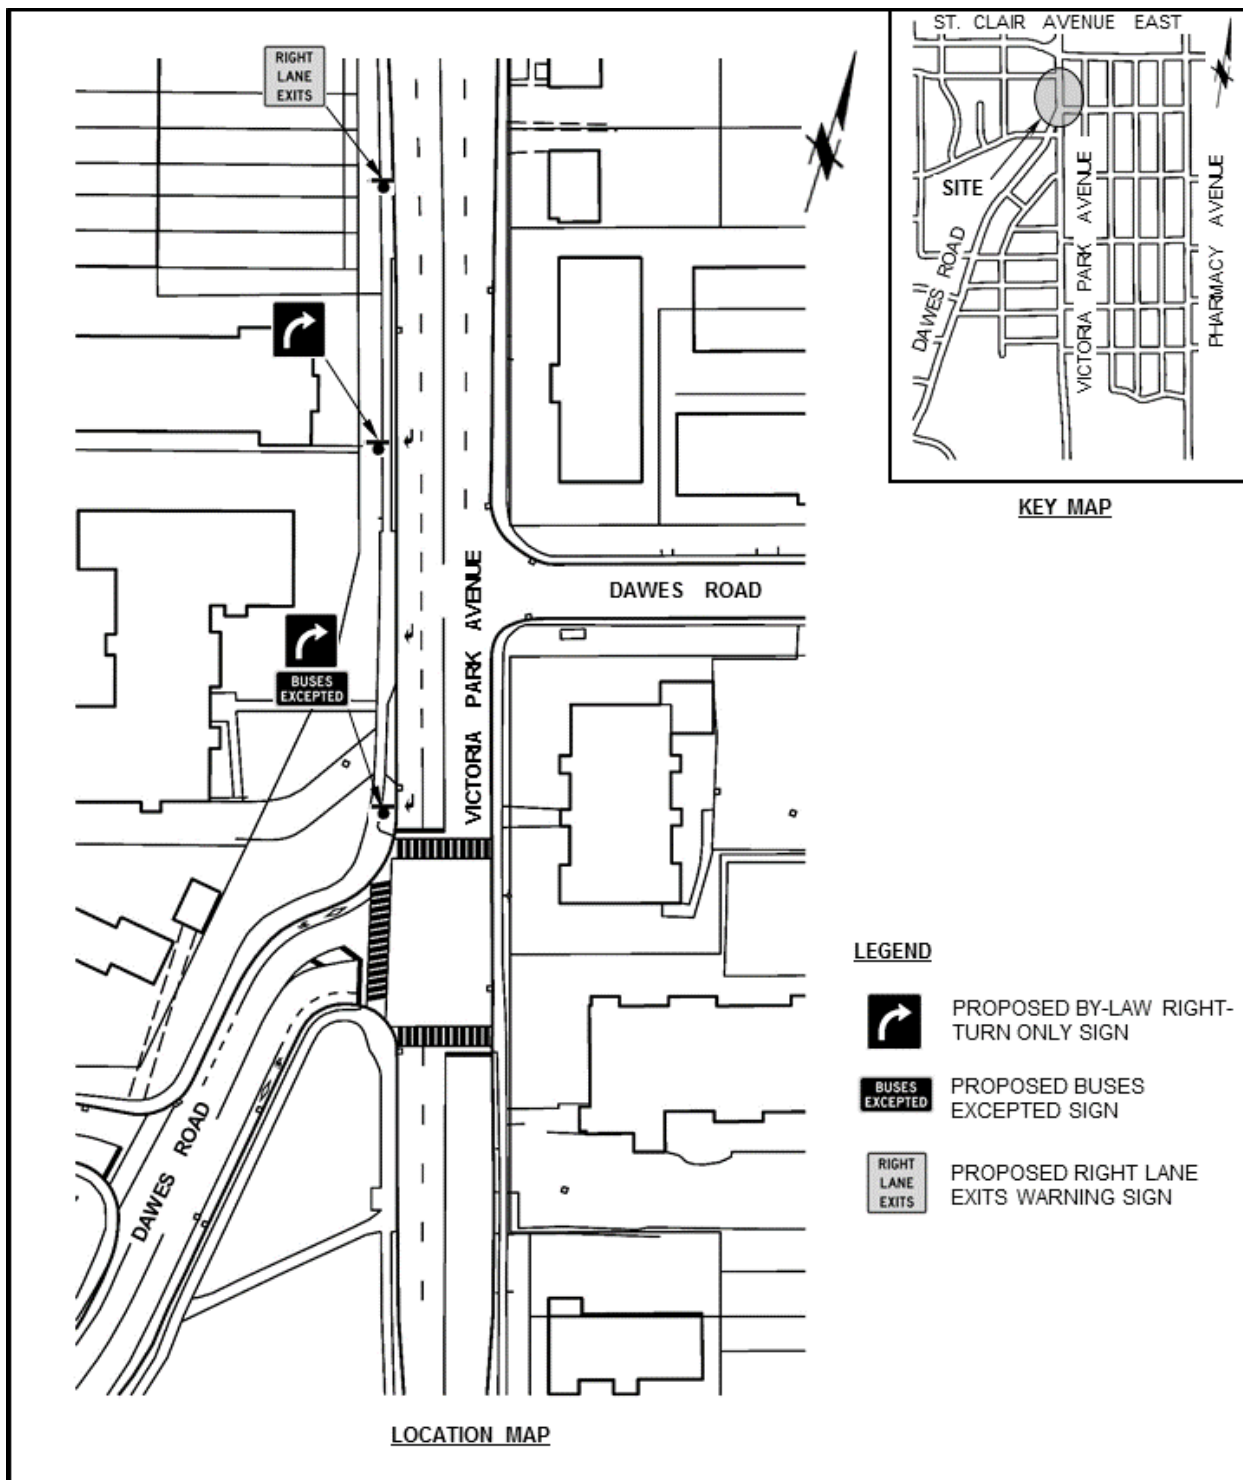 RIGHT
LANE
EXITS
BUSES
EXCEPTED
VICTORIA PARK AVENUE
DAWES ROAD
DAWES ROAD
LOCATION MAP
ST. CLAIR AVENUE EAST
SITE
DAWES ROAD
VICTORIA PARK AVENUE
PHARMACY AVENUE
KEY MAP
LEGEND
PROPOSED BY-LAW RIGHT-
TURN ONLY SIGN
BUSES
EXCEPTED
PROPOSED BUSES
EXCEPTED SIGN
RIGHT
LANE
EXITS
PROPOSED RIGHT LANE
EXITS WARNING SIGN